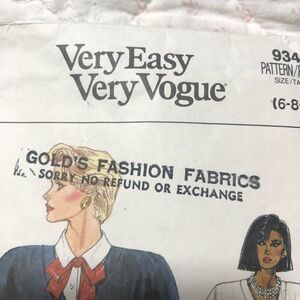 Very Easy
Very Vogue
934
PATTERN/
SIZE/TA
(6-8
GOLD'S FASHION FABRICS
SORRY NO REFUND OR EXCHANGE